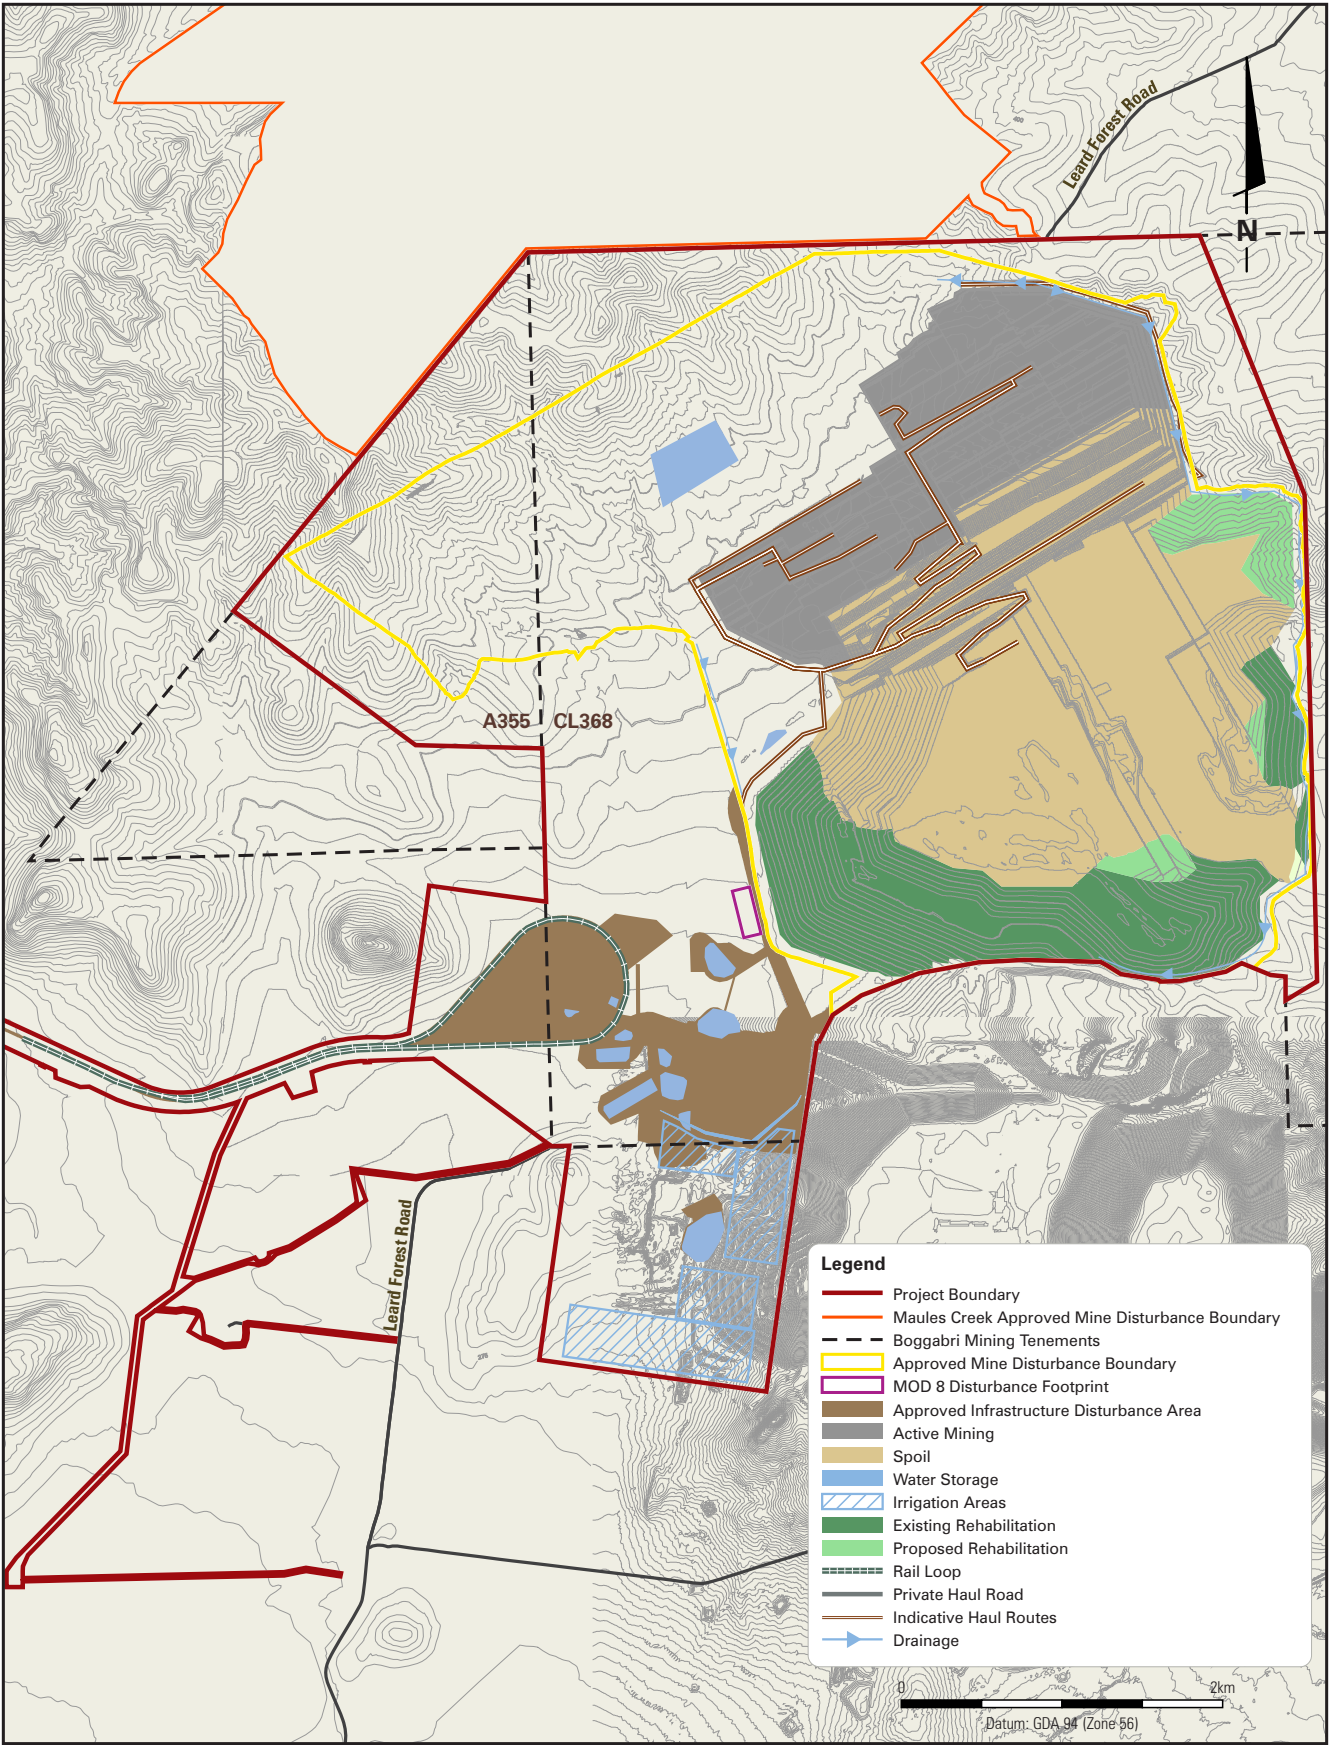 400
Leard Forest Road
N
A355
CL368
Leard Forest Road
275
Legend
Project Boundary
Maules Creek Approved Mine Disturbance Boundary
Boggabri Mining Tenements
Approved Mine Disturbance Boundary
MOD 8 Disturbance Footprint
Approved Infrastructure Disturbance Area
Active Mining
Spoil
Water Storage
Irrigation Areas
Existing Rehabilitation
Proposed Rehabilitation
Rail Loop
Private Haul Road
Indicative Haul Routes
Drainage
0 2km
Datum: GDA 94 (Zone 56)